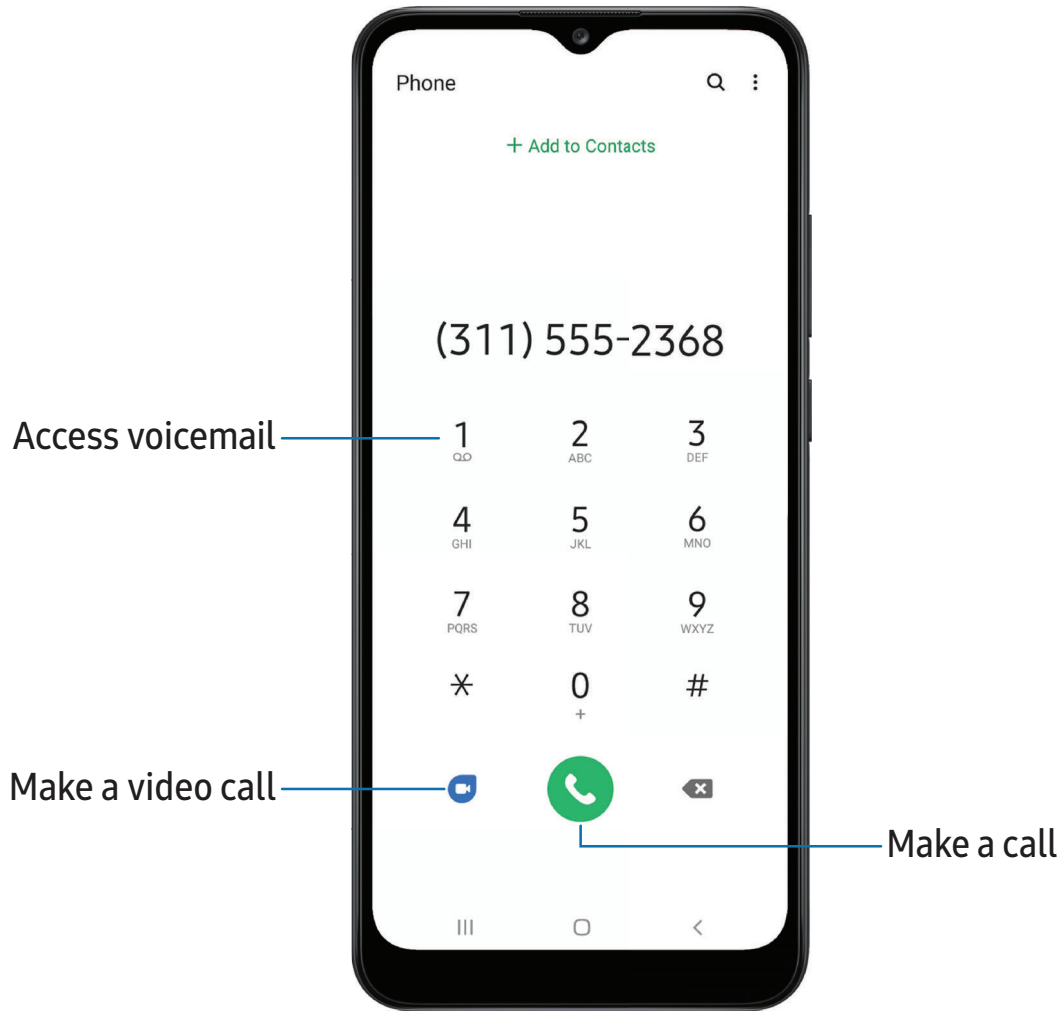 Phone
+ Add to Contacts
(311) 555-2368
Access voicemail
1 2 3
ABC DEF
4 5 6
GHI JKL MNO
7 8 9
PQRS TUV WXYZ
* 0 #
+
Make a video call
Make a call